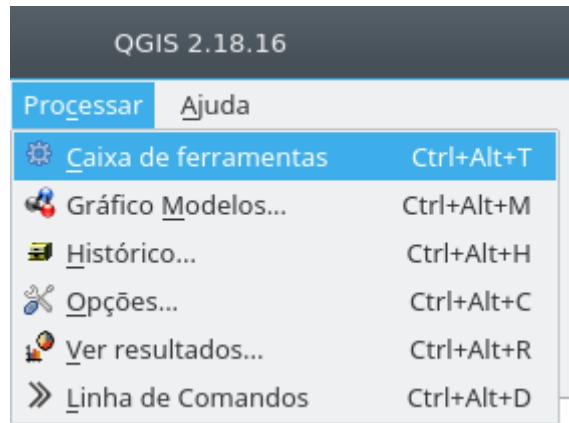 QGIS 2.18.16
Processar Ajuda
Caixa de ferramentas Ctrl+Alt+T
Gráfico Modelos... Ctrl+Alt+M
Histórico... Ctrl+Alt+H
Opções... Ctrl+Alt+C
Ver resultados... Ctrl+Alt+R
Linha de Comandos Ctrl+Alt+D